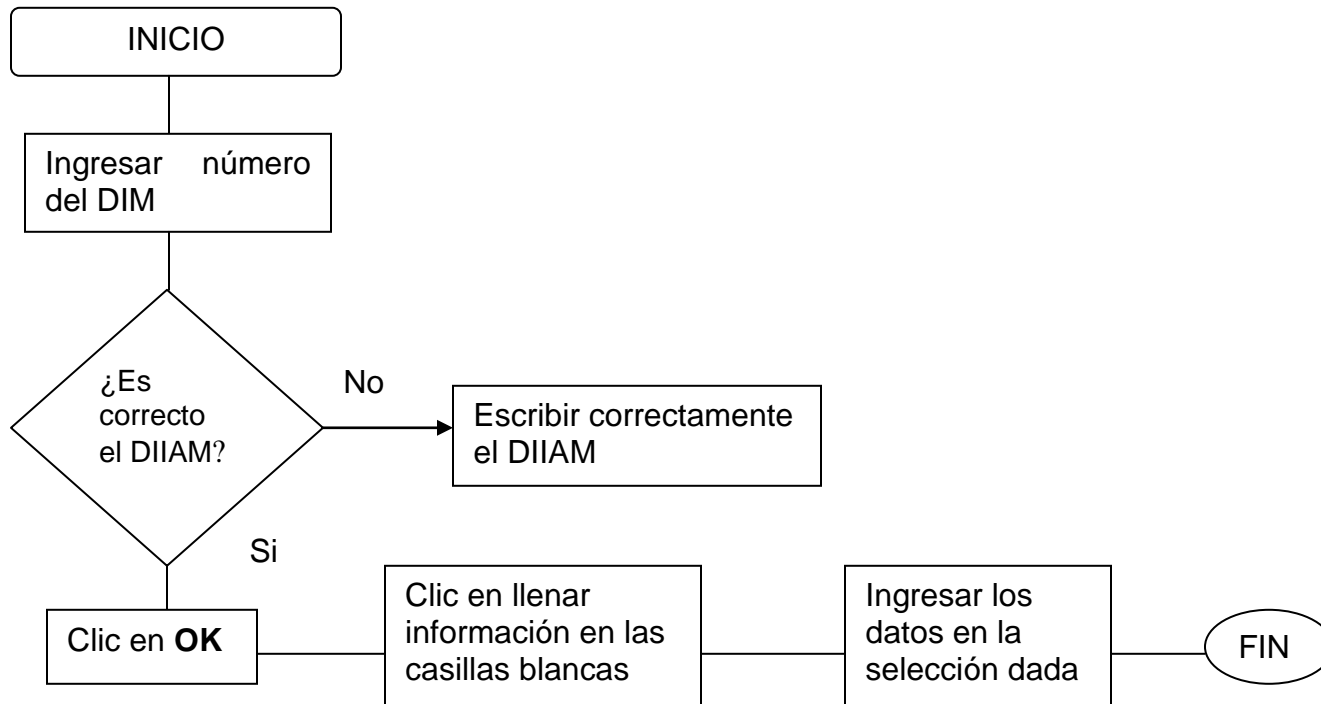 INICIO
Ingresar número
del DIM
¿Es
correcto
el DIIAM?
No
Escribir correctamente
el DIIAM
Si
Clic en OK
Clic en llenar
información en las
casillas blancas
Ingresar los
datos en la
selección dada
FIN